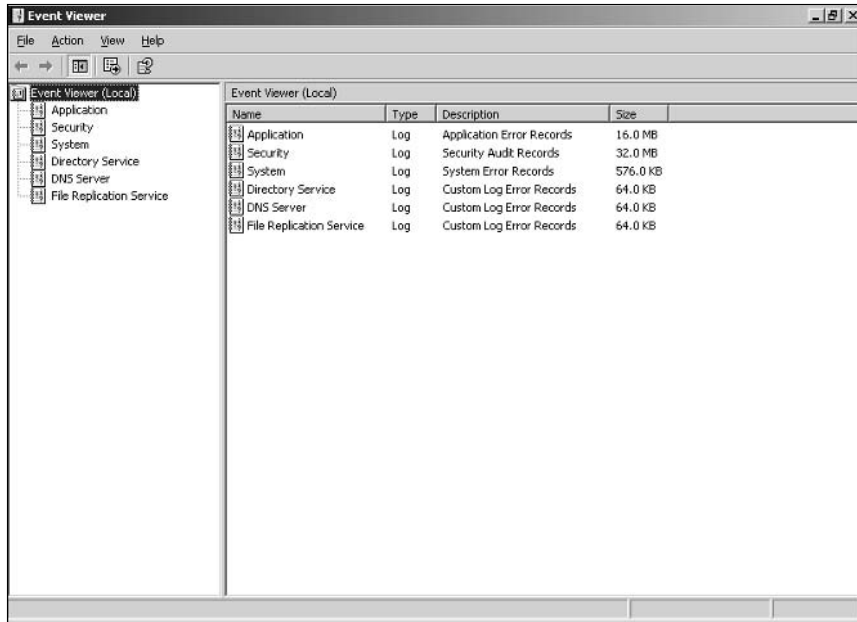 Event Viewer
File Action View Help
Event Viewer (Local)
Application
Security
System
Directory Service
DNS Server
File Replication Service
Event Viewer (Local)
Name Type Description Size
Application Log Application Error Records 16.0 MB
Security Log Security Audit Records 32.0 MB
System Log System Error Records 576.0 KB
Directory Service Log Custom Log Error Records 64.0 KB
DNS Server Log Custom Log Error Records 64.0 KB
File Replication Service Log Custom Log Error Records 64.0 KB